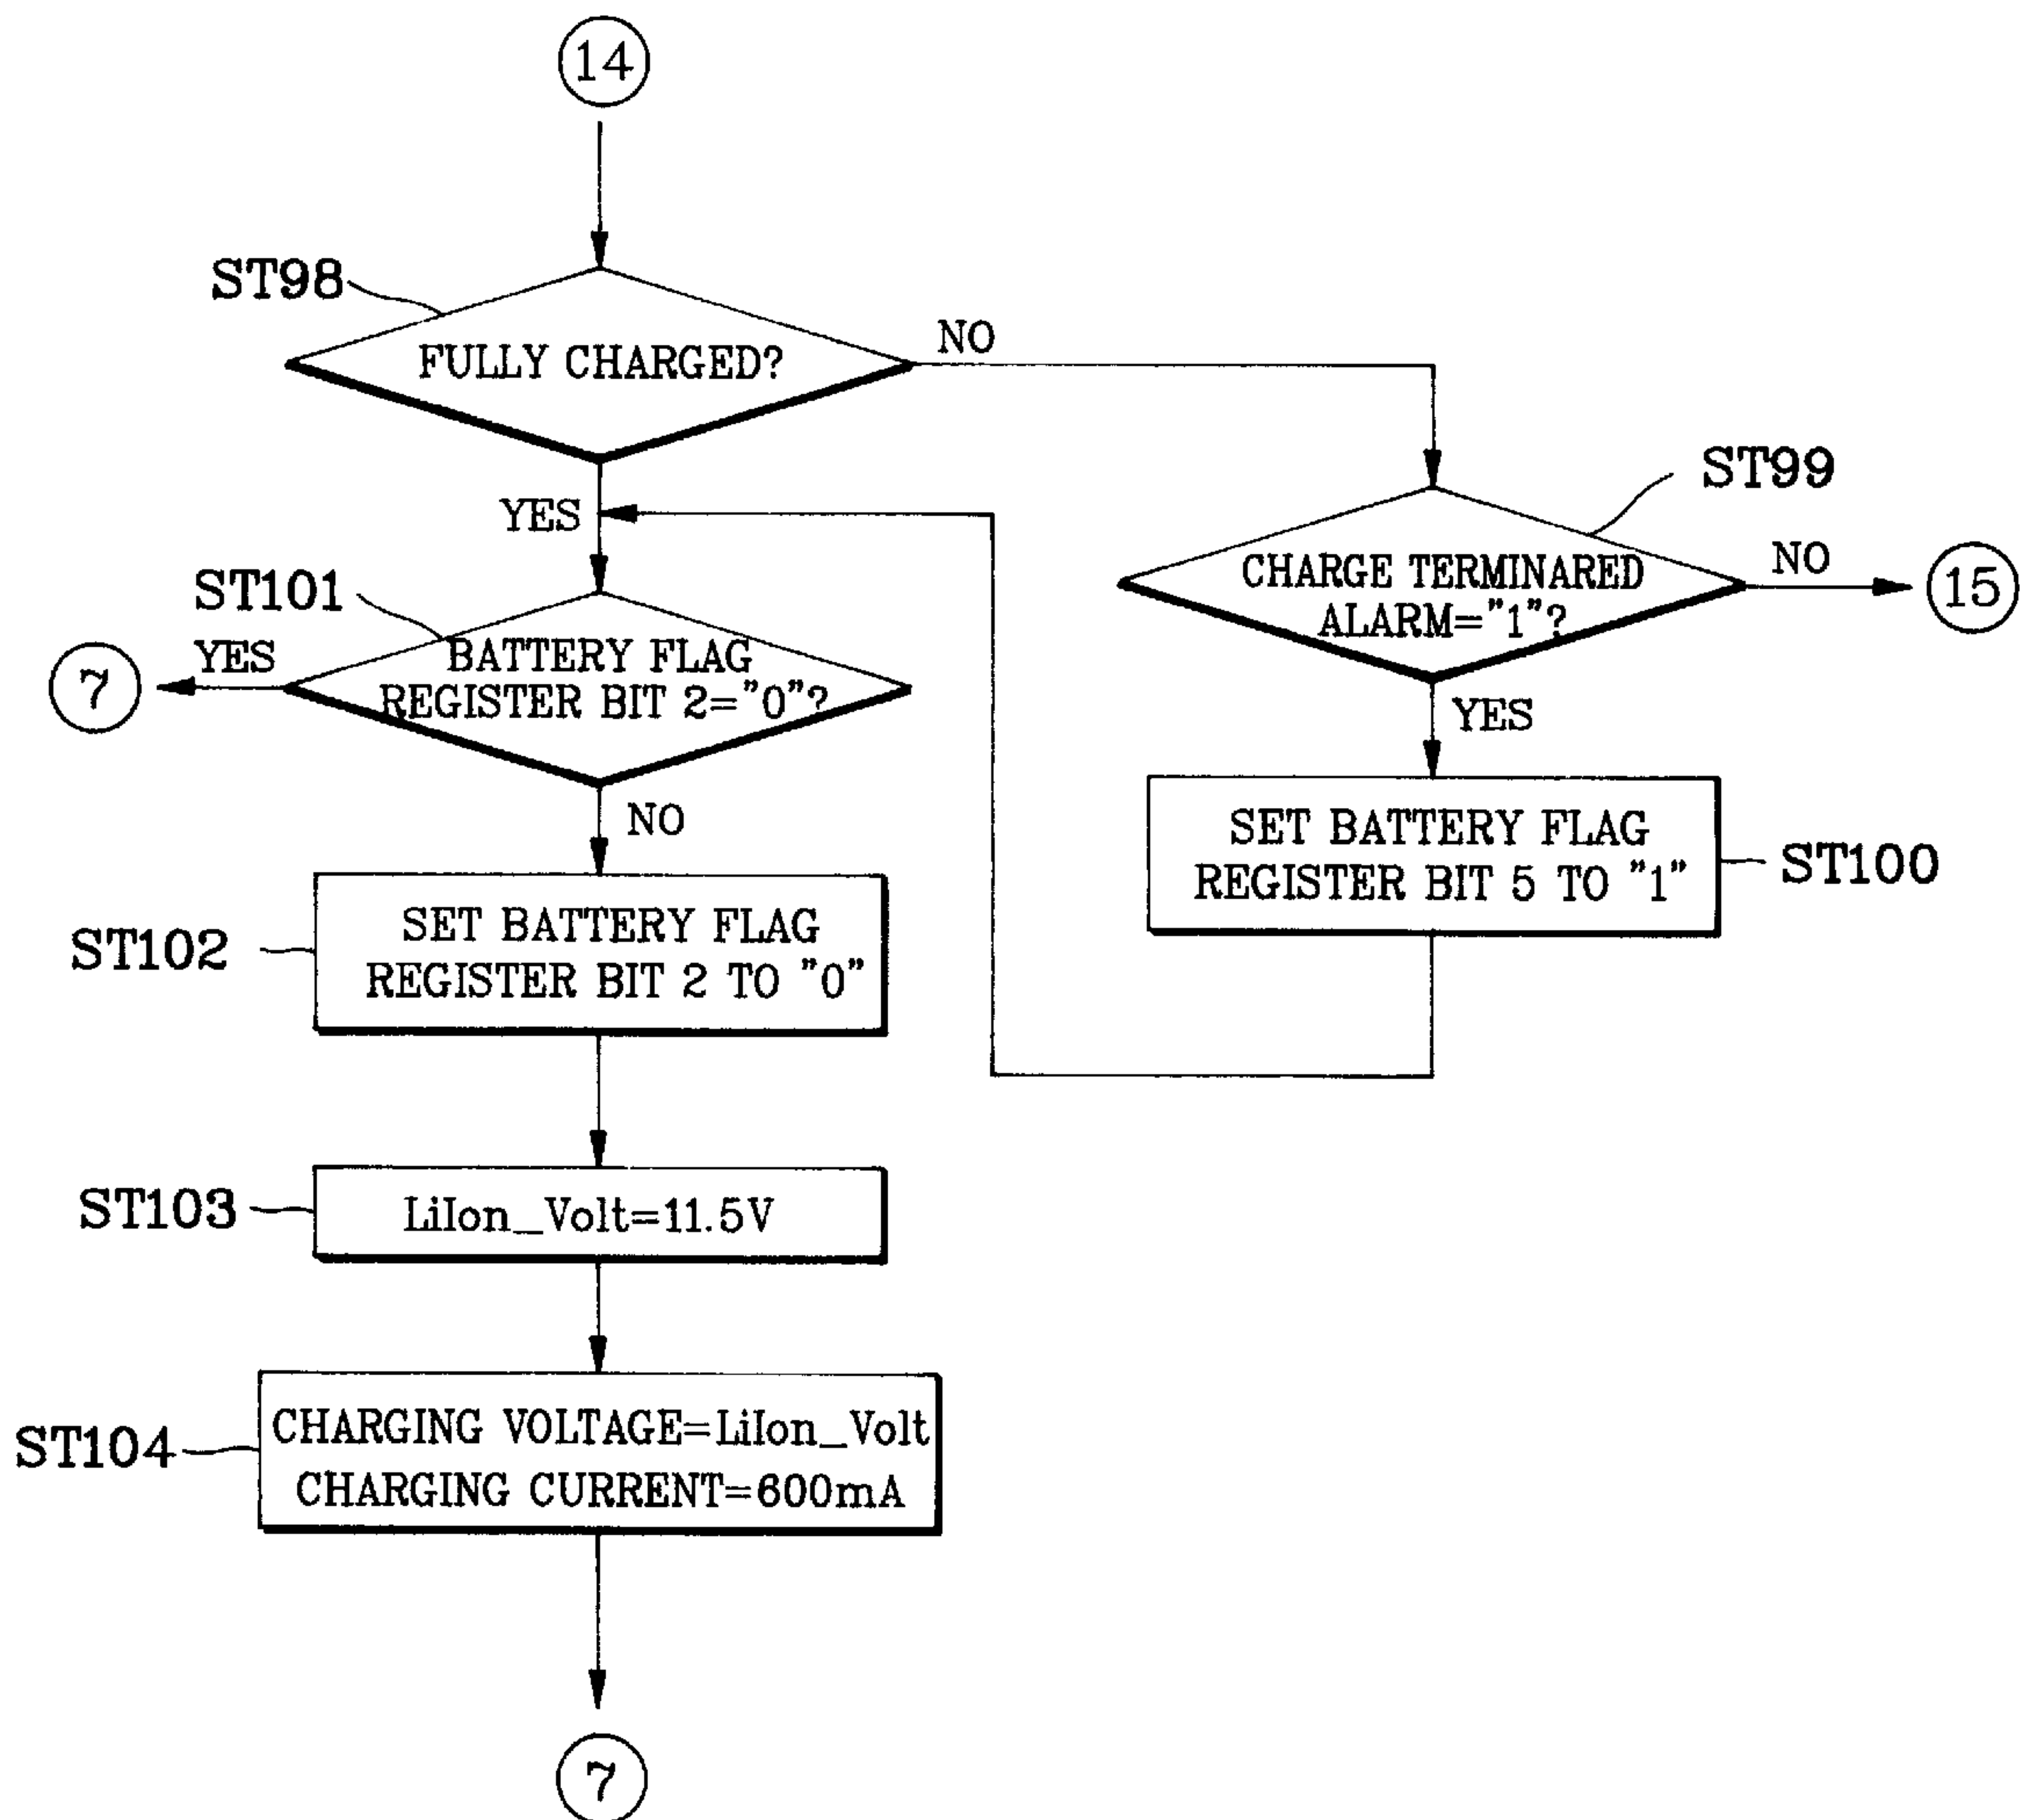 14
ST98
FULLY CHARGED?
NO
YES
ST99
CHARGE TERMINARED
ALARM="1"?
NO
15
YES
ST101
BATTERY FLAG
REGISTER BIT 2="0"?
YES
7
NO
SET BATTERY FLAG
REGISTER BIT 5 TO "1"
ST100
ST102
SET BATTERY FLAG
REGISTER BIT 2 TO "0"
ST103
LiIon_Volt=11.5V
ST104
CHARGING VOLTAGE=LiIon_Volt
CHARGING CURRENT=600mA
7